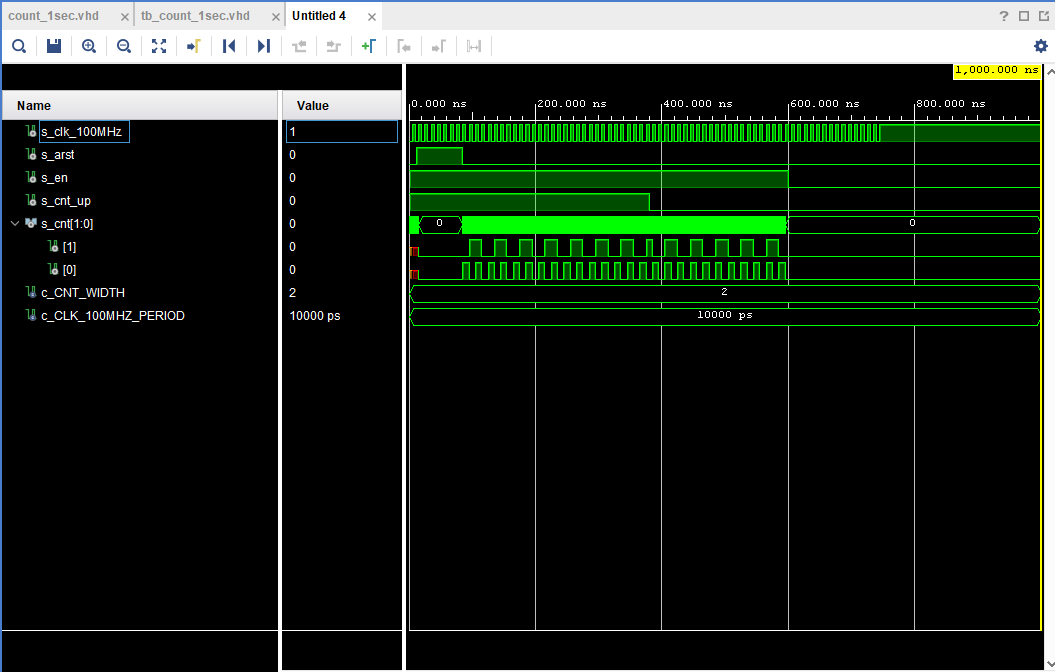 count_1sec.vhd × tb_count_1sec.vhd × Untitled 4 × ?
1,000.000 ns
Name Value 0.000 ns 200.000 ns 400.000 ns 600.000 ns 800.000 ns
s_clk_100MHz 1
s_arst 0
s_en 0
s_cnt_up 0
s_cnt[1:0] 0 0 0
[1] 0
[0] 0
c_CNT_WIDTH 2 2
c_CLK_100MHZ_PERIOD 10000 ps 10000 ps